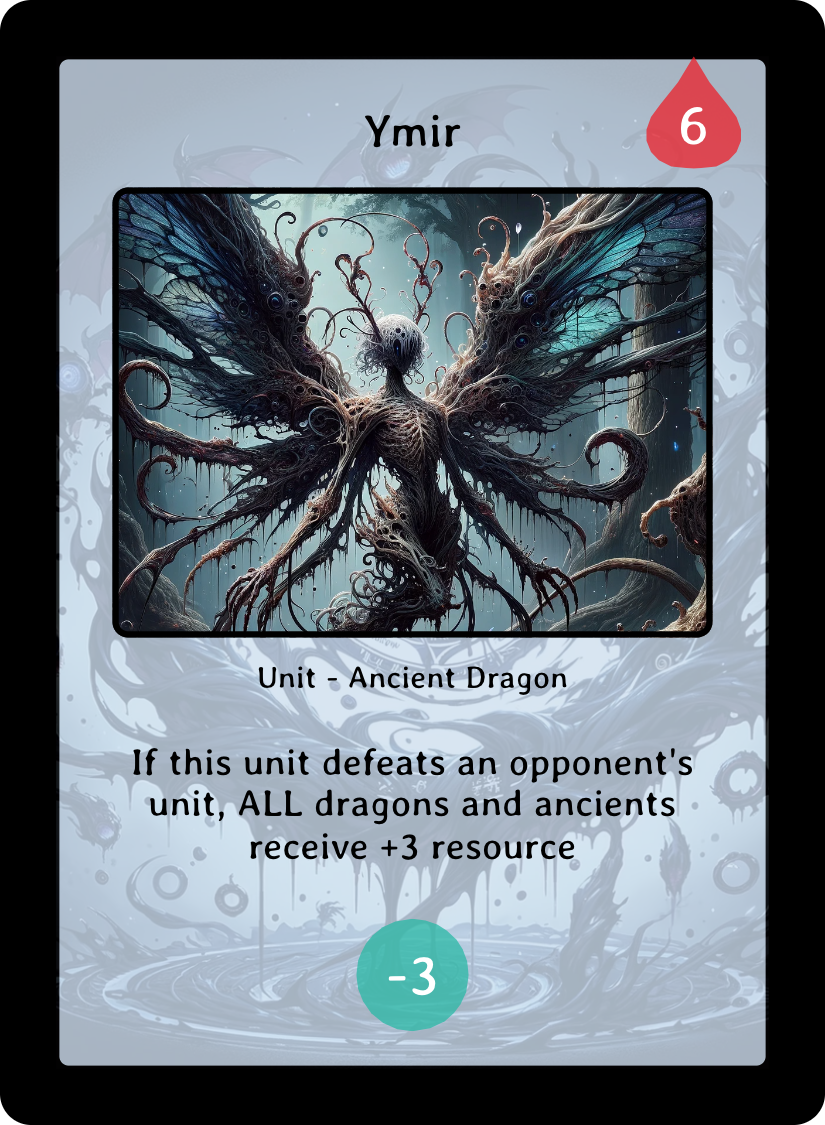 Ymir
6
Unit - Ancient Dragon
If this unit defeats an opponent's
unit, ALL dragons and ancients
receive +3 resource
-3